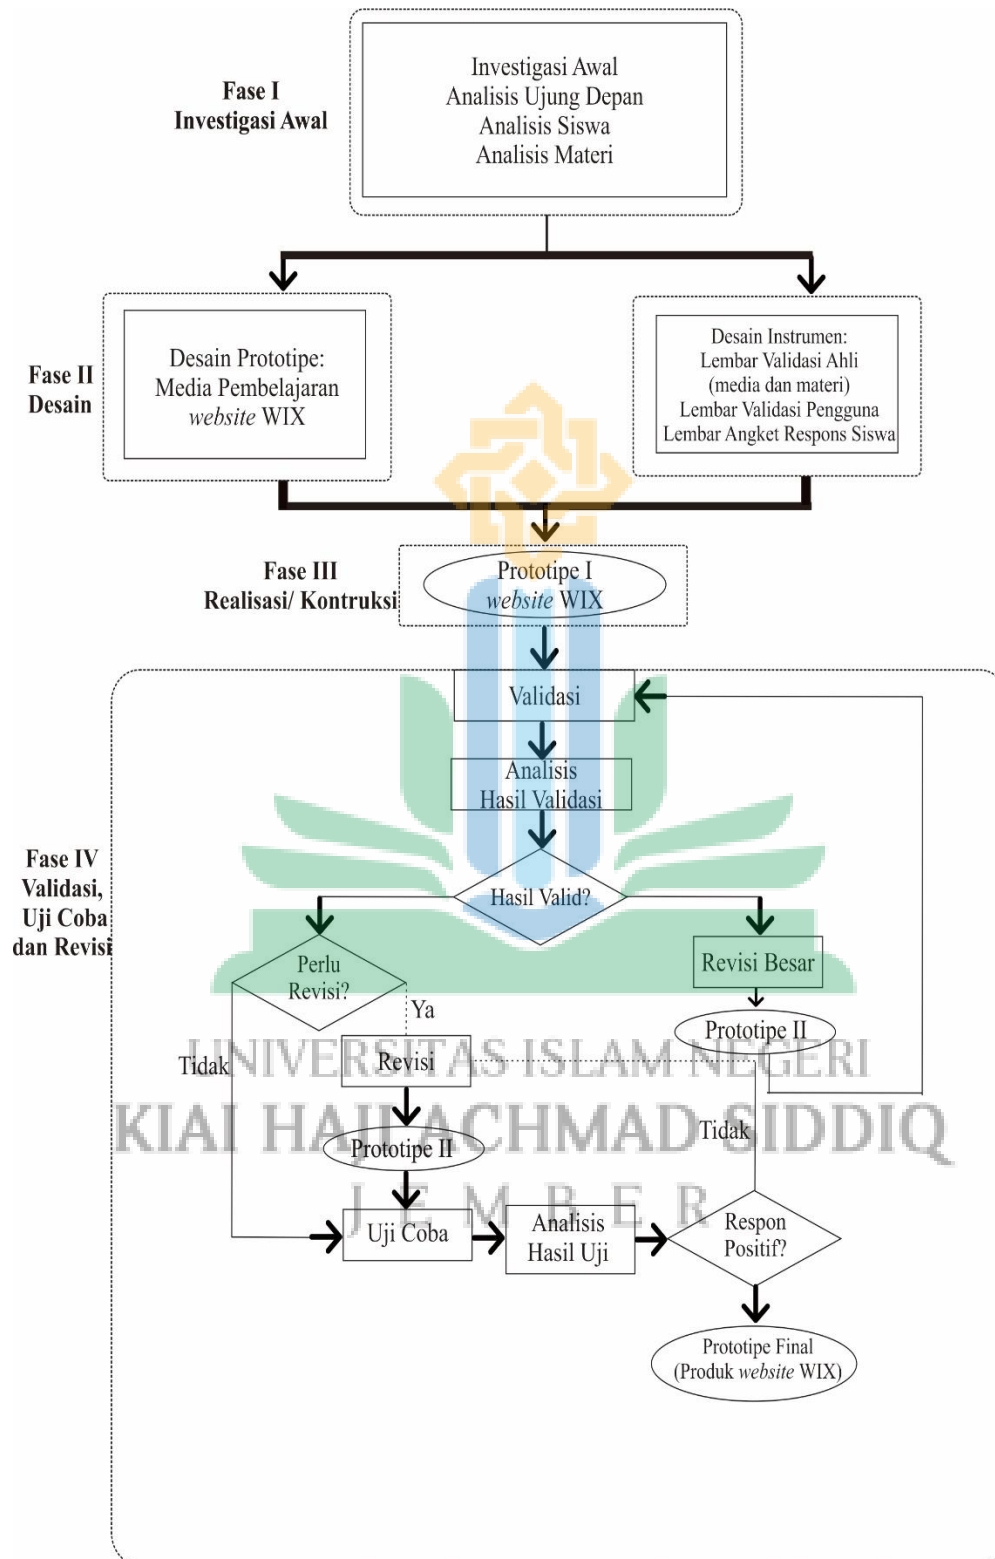 Fase I
Investigasi Awal
Investigasi Awal
Analisis Ujung Depan
Analisis Siswa
Analisis Materi
Fase II
Desain
Desain Prototipe:
Media Pembelajaran
website WIX
Desain Instrumen:
Lembar Validasi Ahli
(media dan materi)
Lembar Validasi Pengguna
Lembar Angket Respons Siswa
Fase III
Realisasi/ Kontruksi
Prototipe I
website WIX
Fase IV
Validasi,
Uji Coba
dan Revisi
Validasi
Analisis
Hasil Validasi
Hasil Valid?
Perlu
Revisi?
Revisi Besar
Ya
Prototipe II
Tidak
Revisi
UNIVERSITAS ISLAM NEGERI
KIAI HAJI ACHMAD SIDDIQ
JEMBER
Tidak
Prototipe II
Uji Coba
Analisis
Hasil Uji
Respon
Positif?
Prototipe Final
(Produk website WIX)